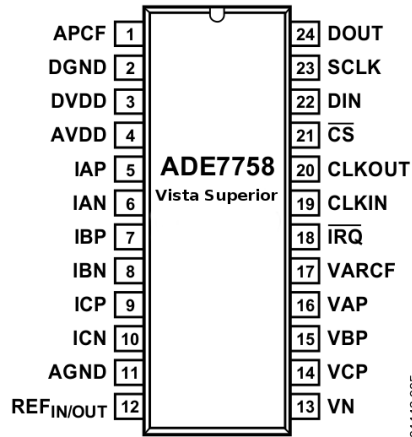 APCF 1
DGND 2
DVDD 3
AVDD 4
IAP 5
IAN 6
IBP 7
IBN 8
ICP 9
ICN 10
AGND 11
REFIN/OUT 12
ADE7758
Vista Superior
24 DOUT
23 SCLK
22 DIN
21 C̅S̅
20 CLKOUT
19 CLKIN
18 I̅R̅Q̅
17 VARCF
16 VAP
15 VBP
14 VCP
13 VN